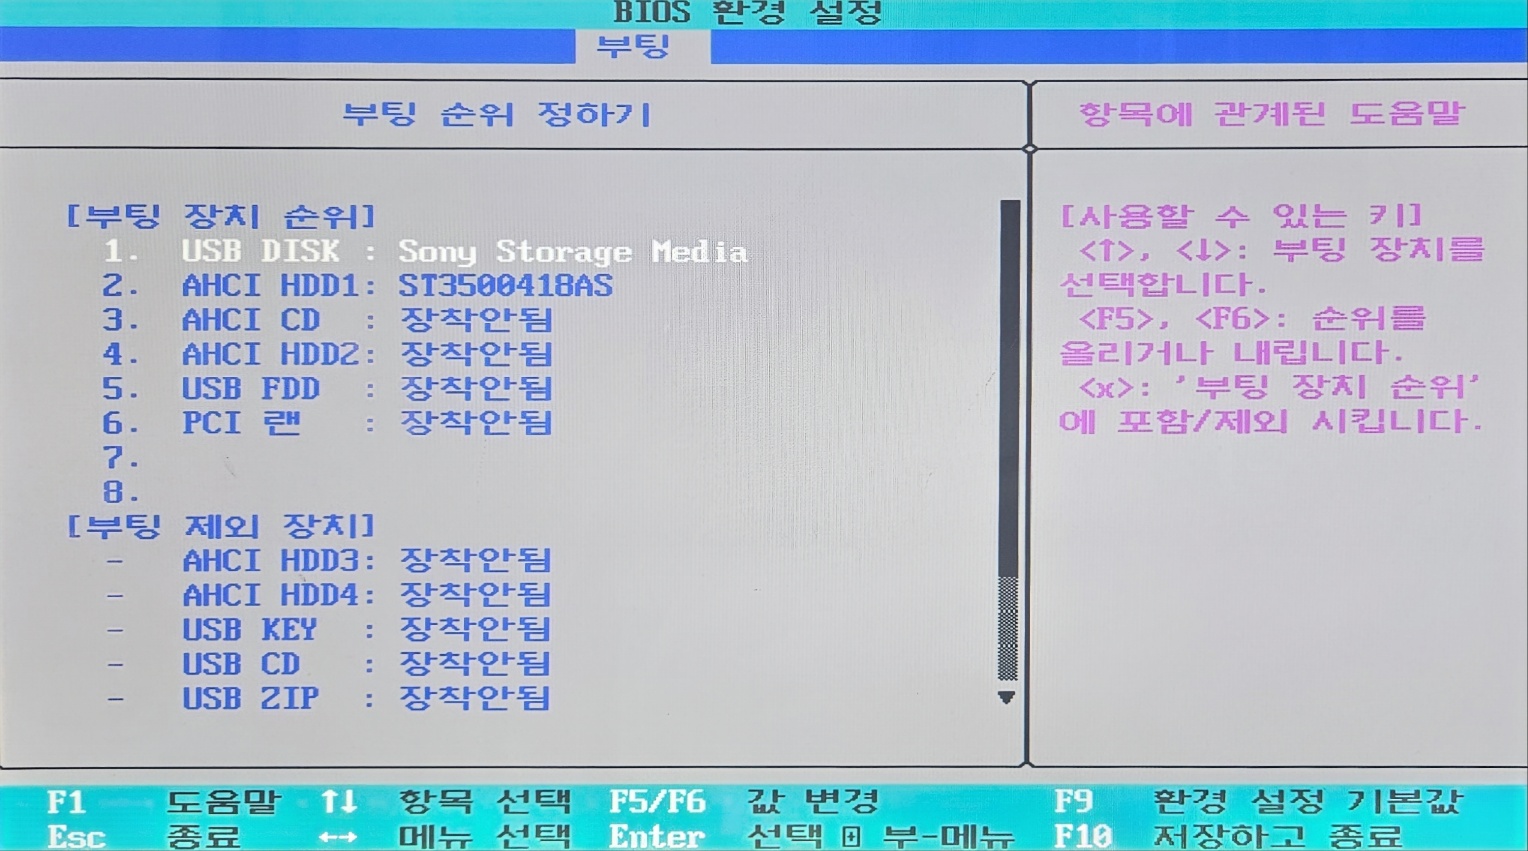 BIOS 환경 설정
부팅
부팅 순위 정하기
항목에 관계된 도움말
[부팅 장치 순위]
1. USB DISK : Sony Storage Media
2. AHCI HDD1: ST3500418AS
3. AHCI CD : 장착안됨
4. AHCI HDD2: 장착안됨
5. USB FDD : 장착안됨
6. PCI 랜 : 장착안됨
7.
8.
[부팅 제외 장치]
- AHCI HDD3: 장착안됨
- AHCI HDD4: 장착안됨
- USB KEY : 장착안됨
- USB CD : 장착안됨
- USB ZIP : 장착안됨
[사용할 수 있는 키]
<↑>, <↓>: 부팅 장치를
선택합니다.
<F5>, <F6>: 순위를
올리거나 내립니다.
<x>: '부팅 장치 순위'
에 포함/제외 시킵니다.
F1 도움말 ↑↓ 항목 선택 F5/F6 값 변경 F9 환경 설정 기본값
Esc 종료 ↔ 메뉴 선택 Enter 선택 + 부-메뉴 F10 저장하고 종료